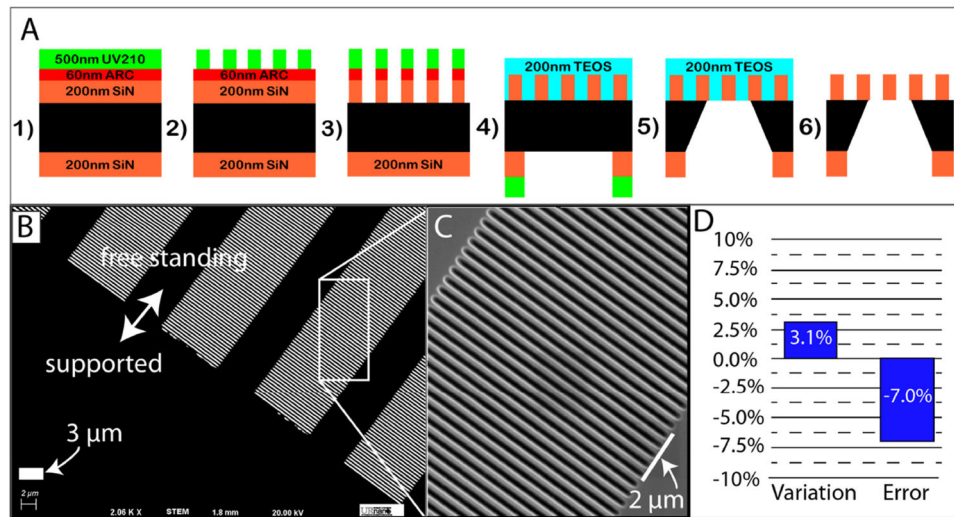 A
500nm UV210
60nm ARC
200nm SiN
200nm SiN
1)
60nm ARC
200nm SiN
200nm SiN
2)
200nm SiN
3)
200nm TEOS
4)
200nm TEOS
5)
6)
B
free standing
supported
3 µm
2 µm
2.06 K X STEM 1.8 mm 20.00 kV
C
2 µm
D
10%
7.5%
5.0%
2.5%
0.0%
-2.5%
-5.0%
-7.5%
-10%
3.1%
-7.0%
Variation Error